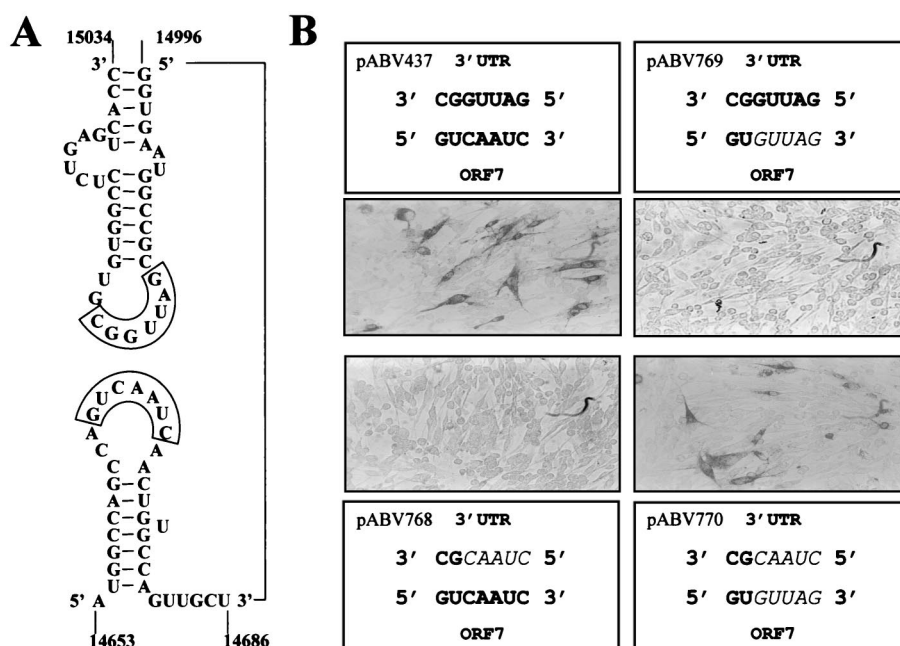 A
15034 14996
3' 5'
C–G
C–G
A–U
C–G
U–A
G A G U C U
A U
C–G
C–G
G–C
G–C
U–G
G–C
U
G
CGGUUAG
GUCAAUC
A A
C A
14653 14686
5' A GUUGCU 3'
B
pABV437 3'UTR
3' CGGUUAG 5'
5' GUCAAUC 3'
ORF7
pABV769 3'UTR
3' CGGUUAG 5'
5' GUGUUAG 3'
ORF7
pABV768 3'UTR
3' CGCAAUC 5'
5' GUCAAUC 3'
ORF7
pABV770 3'UTR
3' CGCAAUC 5'
5' GUGUUAG 3'
ORF7